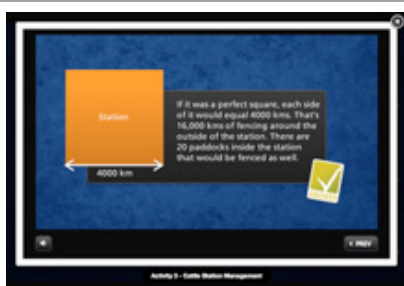 If it was a perfect square, each side
of it would equal 4000 kms. That's
16,000 kms of fencing around the
outside of the station. There are
20 paddocks inside the station
that would be fenced as well.
Station
4000 km
PREV
Activity 5 - Cattle Station Management